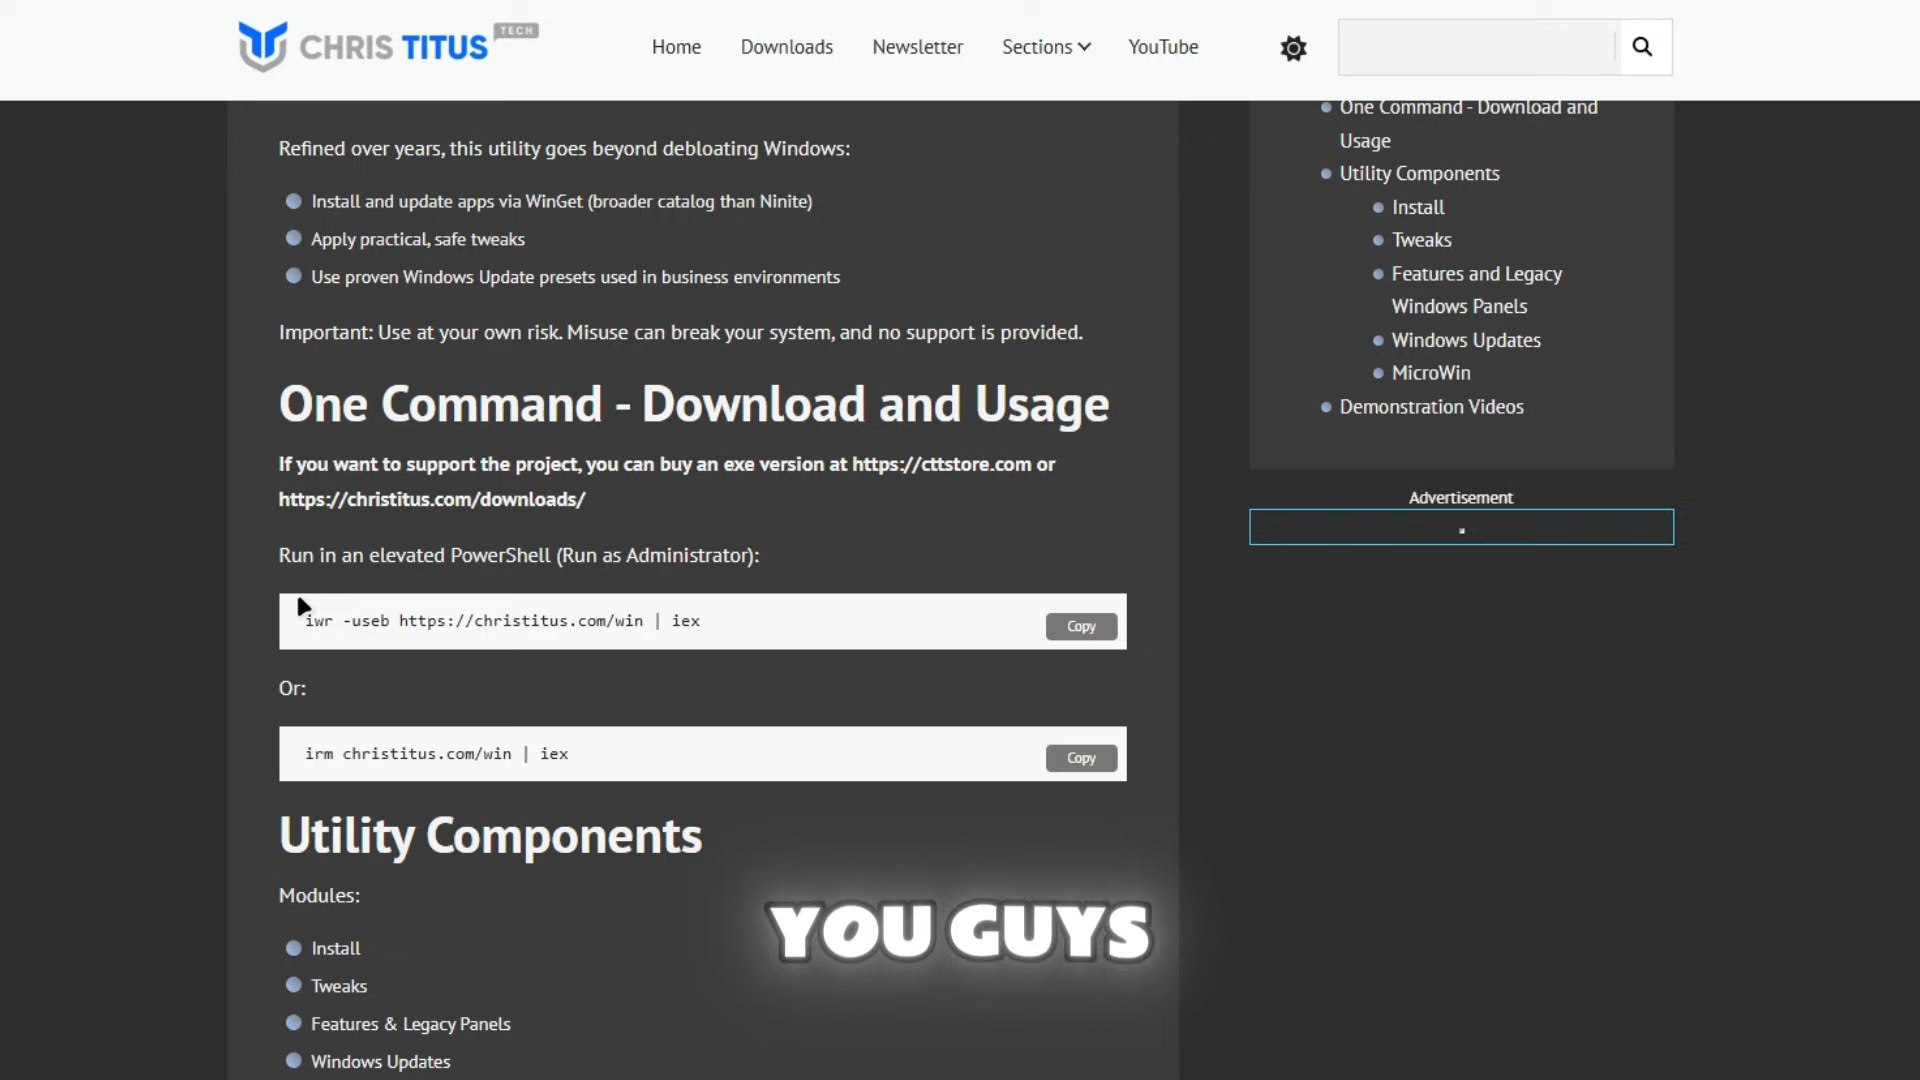 CHRIS TITUS TECH
Home Downloads Newsletter Sections YouTube
Refined over years, this utility goes beyond debloating Windows:
Install and update apps via WinGet (broader catalog than Ninite)
Apply practical, safe tweaks
Use proven Windows Update presets used in business environments
Important: Use at your own risk. Misuse can break your system, and no support is provided.
One Command - Download and Usage
If you want to support the project, you can buy an exe version at https://cttstore.com or
https://christitus.com/downloads/
Run in an elevated PowerShell (Run as Administrator):
iwr -useb https://christitus.com/win | iex
Copy
Or:
irm christitus.com/win | iex
Copy
Utility Components
Modules:
Install
Tweaks
Features & Legacy Panels
Windows Updates
One Command - Download and
Usage
Utility Components
Install
Tweaks
Features and Legacy
Windows Panels
Windows Updates
MicroWin
Demonstration Videos
Advertisement
YOU GUYS